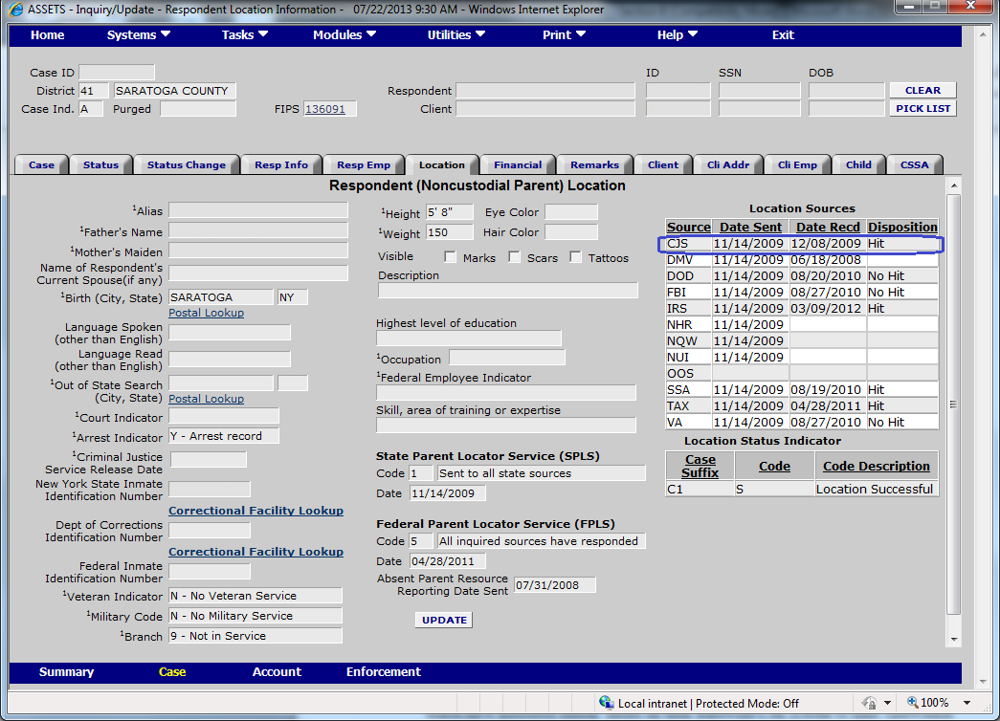 ASSETS - Inquiry/Update - Respondent Location Information - 07/22/2013 9:30 AM - Windows Internet Explorer
Home Systems Tasks Modules Utilities Print Help Exit
Case ID
ID SSN DOB
District 41 SARATOGA COUNTY
Respondent
CLEAR
Case Ind. A Purged FIPS 136091
Client
PICK LIST
Case Status Status Change Resp Info Resp Emp Location Financial Remarks Client Cli Addr Cli Emp Child CSSA
Respondent (Noncustodial Parent) Location
1Alias
1Father's Name
1Mother's Maiden
Name of Respondent's
Current Spouse(if any)
1Birth (City, State) SARATOGA NY
Postal Lookup
Language Spoken
(other than English)
Language Read
(other than English)
1Out of State Search
(City, State) Postal Lookup
1Court Indicator
1Arrest Indicator Y - Arrest record
1Criminal Justice
Service Release Date
New York State Inmate
Identification Number
Correctional Facility Lookup
Dept of Corrections
Identification Number
Correctional Facility Lookup
Federal Inmate
Identification Number
1Veteran Indicator N - No Veteran Service
1Military Code N - No Military Service
1Branch 9 - Not in Service
1Height 5' 8" Eye Color
1Weight 150 Hair Color
Visible Marks Scars Tattoos
Description
Highest level of education
1Occupation
1Federal Employee Indicator
Skill, area of training or expertise
State Parent Locator Service (SPLS)
Code 1 Sent to all state sources
Date 11/14/2009
Federal Parent Locator Service (FPLS)
Code 5 All inquired sources have responded
Date 04/28/2011
Absent Parent Resource
Reporting Date Sent 07/31/2008
UPDATE
Location Sources
Source Date Sent Date Recd Disposition
CJS 11/14/2009 12/08/2009 Hit
DMV 11/14/2009 06/18/2008
DOD 11/14/2009 08/20/2010 No Hit
FBI 11/14/2009 08/27/2010 No Hit
IRS 11/14/2009 03/09/2012 Hit
NHR 11/14/2009
NQW 11/14/2009
NUI 11/14/2009
OOS
SSA 11/14/2009 08/19/2010 Hit
TAX 11/14/2009 04/28/2011 Hit
VA 11/14/2009 08/27/2010 No Hit
Location Status Indicator
Case
Suffix Code Code Description
C1 S Location Successful
Summary Case Account Enforcement
Local intranet | Protected Mode: Off 100%